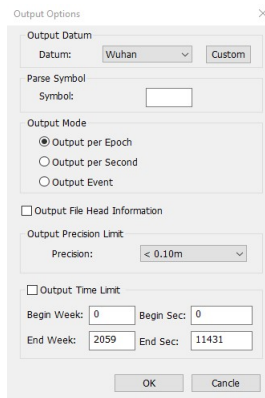 Output Options
Output Datum
Datum: Wuhan Custom
Parse Symbol
Symbol:
Output Mode
Output per Epoch
Output per Second
Output Event
Output File Head Information
Output Precision Limit
Precision: < 0.10m
Output Time Limit
Begin Week: 0 Begin Sec: 0
End Week: 2059 End Sec: 11431
OK Cancle